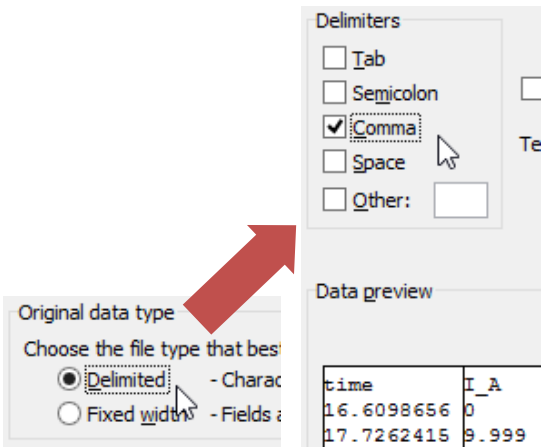 Delimiters
Tab
Semicolon
Comma
Space
Other:
Data preview
time I_A
16.6098656 0
17.7262415 9.999
Original data type
Choose the file type that best
Delimited - Charac
Fixed width - Fields